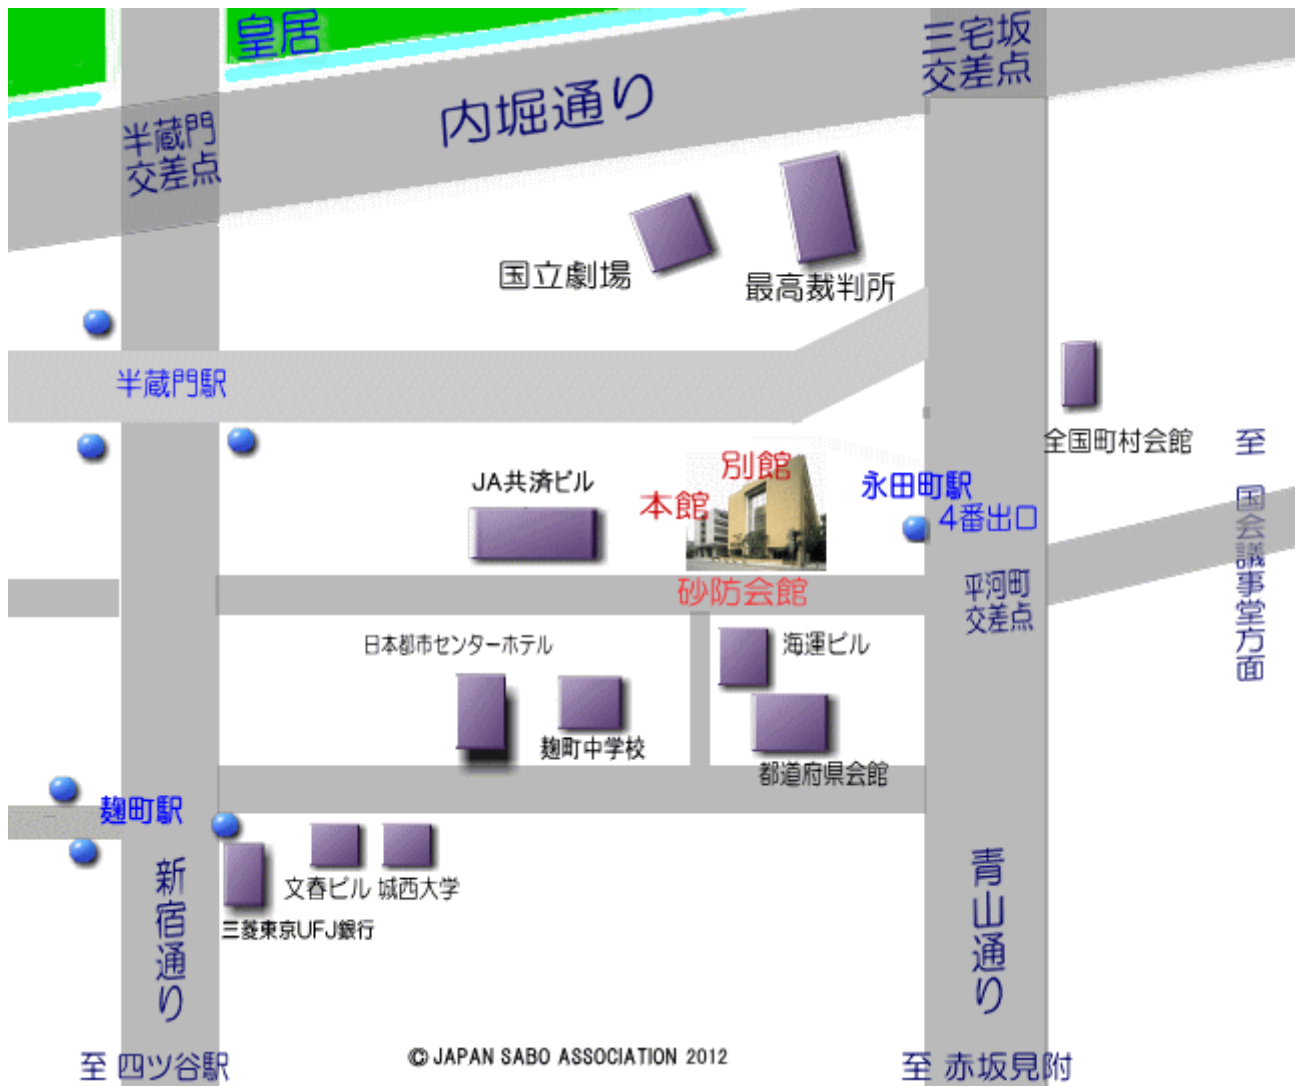 皇居
三宅坂
交差点
内堀通り
半蔵門
交差点
国立劇場
最高裁判所
半蔵門駅
全国町村会館
至 国会議事堂方面
別館
本館
JA共済ビル
永田町駅
4番出口
砂防会館
平河町
交差点
日本都市センターホテル
海運ビル
麹町中学校
都道府県会館
麹町駅
新宿通り
文春ビル
城西大学
青山通り
三菱東京UFJ銀行
至 四ツ谷駅
© JAPAN SABO ASSOCIATION 2012
至 赤坂見附